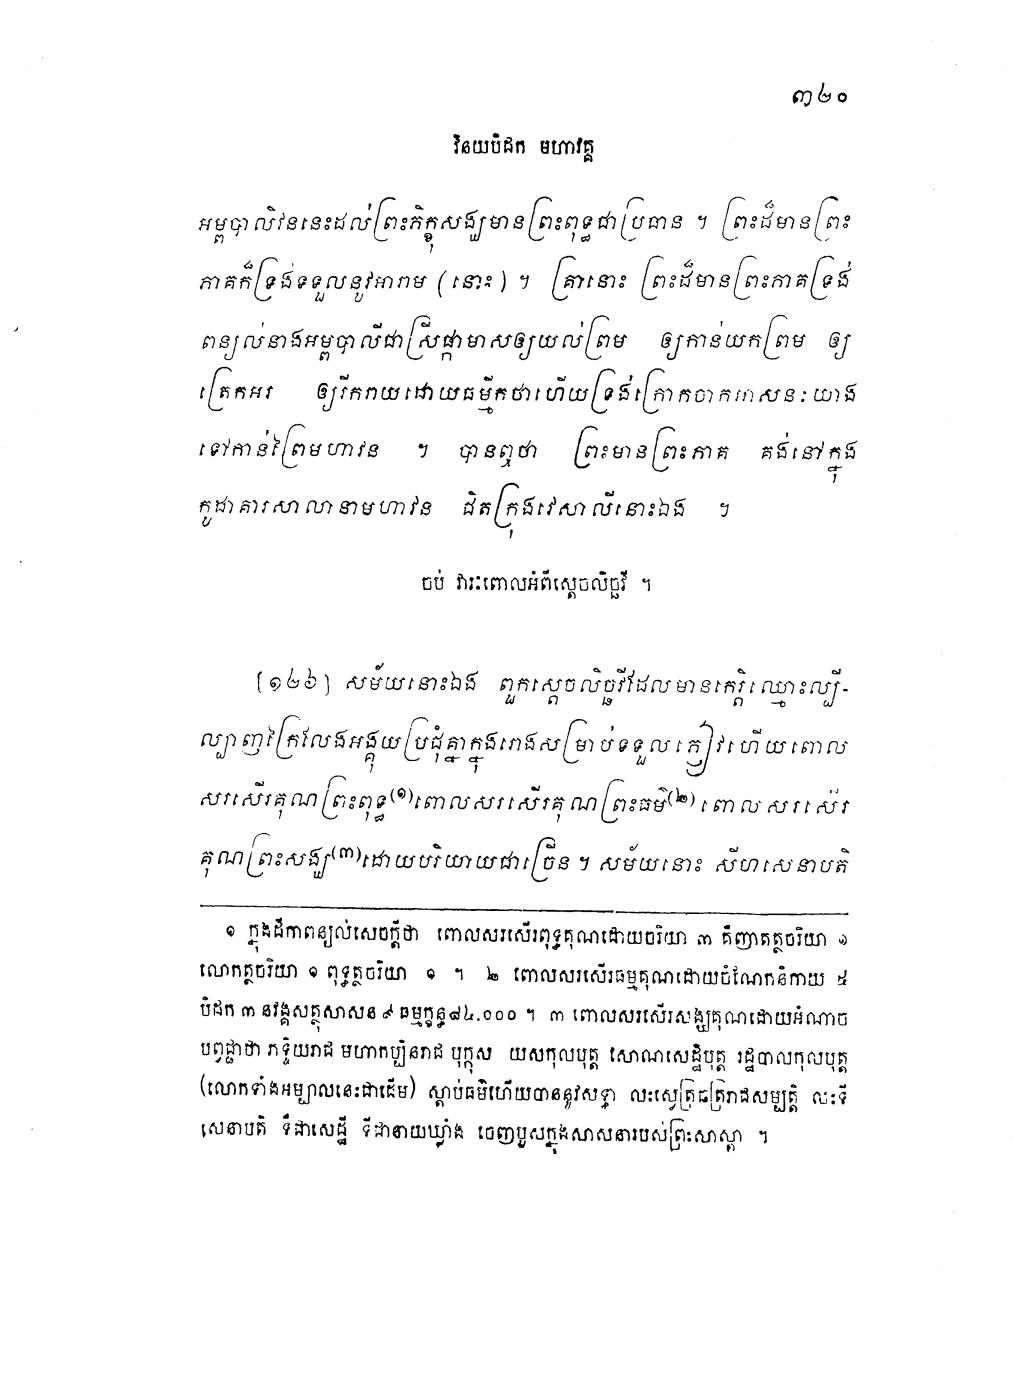 ៣២០
វិនយបិដក មហាវគ្គ
អម្ពបាលិវននេះដល់ព្រះភិក្ខុសង្ឃមានព្រះពុទ្ធជាប្រធាន ។ ព្រះដ៏មានព្រះ
ភាគក៏ទ្រង់ទទួលនូវអារាម (នោះ) ។ គ្រានោះ ព្រះដ៏មានព្រះភាគទ្រង់
ពន្យល់នាងអម្ពបាលីជាស្រីផ្កាមាសឲ្យយល់ព្រម ឲ្យកាន់យកព្រម ឲ្យ
ត្រេកអរ ឲ្យរីករាយដោយធម្មីកថាហើយទ្រង់ក្រោកចាកអាសនៈយាង
ទៅកាន់ព្រៃមហាវន ។ បានឮថា ព្រះមានព្រះភាគ គង់នៅក្នុង
កូដាគារសាលានាមហាវន ជិតក្រុងវេសាលីនោះឯង ។
ចប់ វារៈពោលអំពីស្តេចលិច្ឆវី ។
[១២៦] សម័យនោះឯង ពួកស្តេចលិច្ឆវីដែលមានកេរ្តិ៍ឈ្មោះល្បី-
ល្បាញក្រៃលែងអង្គុយប្រជុំគ្នាក្នុងរោងសម្រាប់ទទួលភ្ញៀវហើយពោល
សរសើរគុណព្រះពុទ្ធ(១)ពោលសរសើរគុណព្រះធម៌(២)ពោលសរសើរ
គុណព្រះសង្ឃ(៣)ដោយបរិយាយជាច្រើន ។ សម័យនោះ សីហសេនាបតិ
១ ក្នុងដីកាពន្យល់សេចក្តីថា ពោលសរសើរពុទ្ធគុណដោយចរិយា ៣ គឺញាតត្ថចរិយា ១
លោកត្ថចរិយា ១ ពុទ្ធត្ថចរិយា ១ ។ ២ ពោលសរសើរធម្មគុណដោយចំណែកនិកាយ ៥
បិដក ៣ នវង្គសត្ថុសាសន ៩ ធម្មក្ខន្ធ៨៤.០០០ ។ ៣ ពោលសរសើរសង្ឃគុណដោយអំណាច
បព្វជ្ជាថា ភទ្ទិយរាជ មហាកប្បិនរាជ បុក្កុស យសកុលបុត្ត សោណសេដ្ឋិបុត្ត រដ្ឋបាលកុលបុត្ត
(លោកទាំងអម្បាលនេះជាដើម) ស្តាប់ធម៌ហើយបាននូវសទ្ធា លះស្វេត្រឆត្ររាជសម្បត្តិ លះទី
សេនាបតិ ទីជាសេដ្ឋី ទីជានាយឃ្លាំង ចេញបួសក្នុងសាសនារបស់ព្រះសាស្តា ។